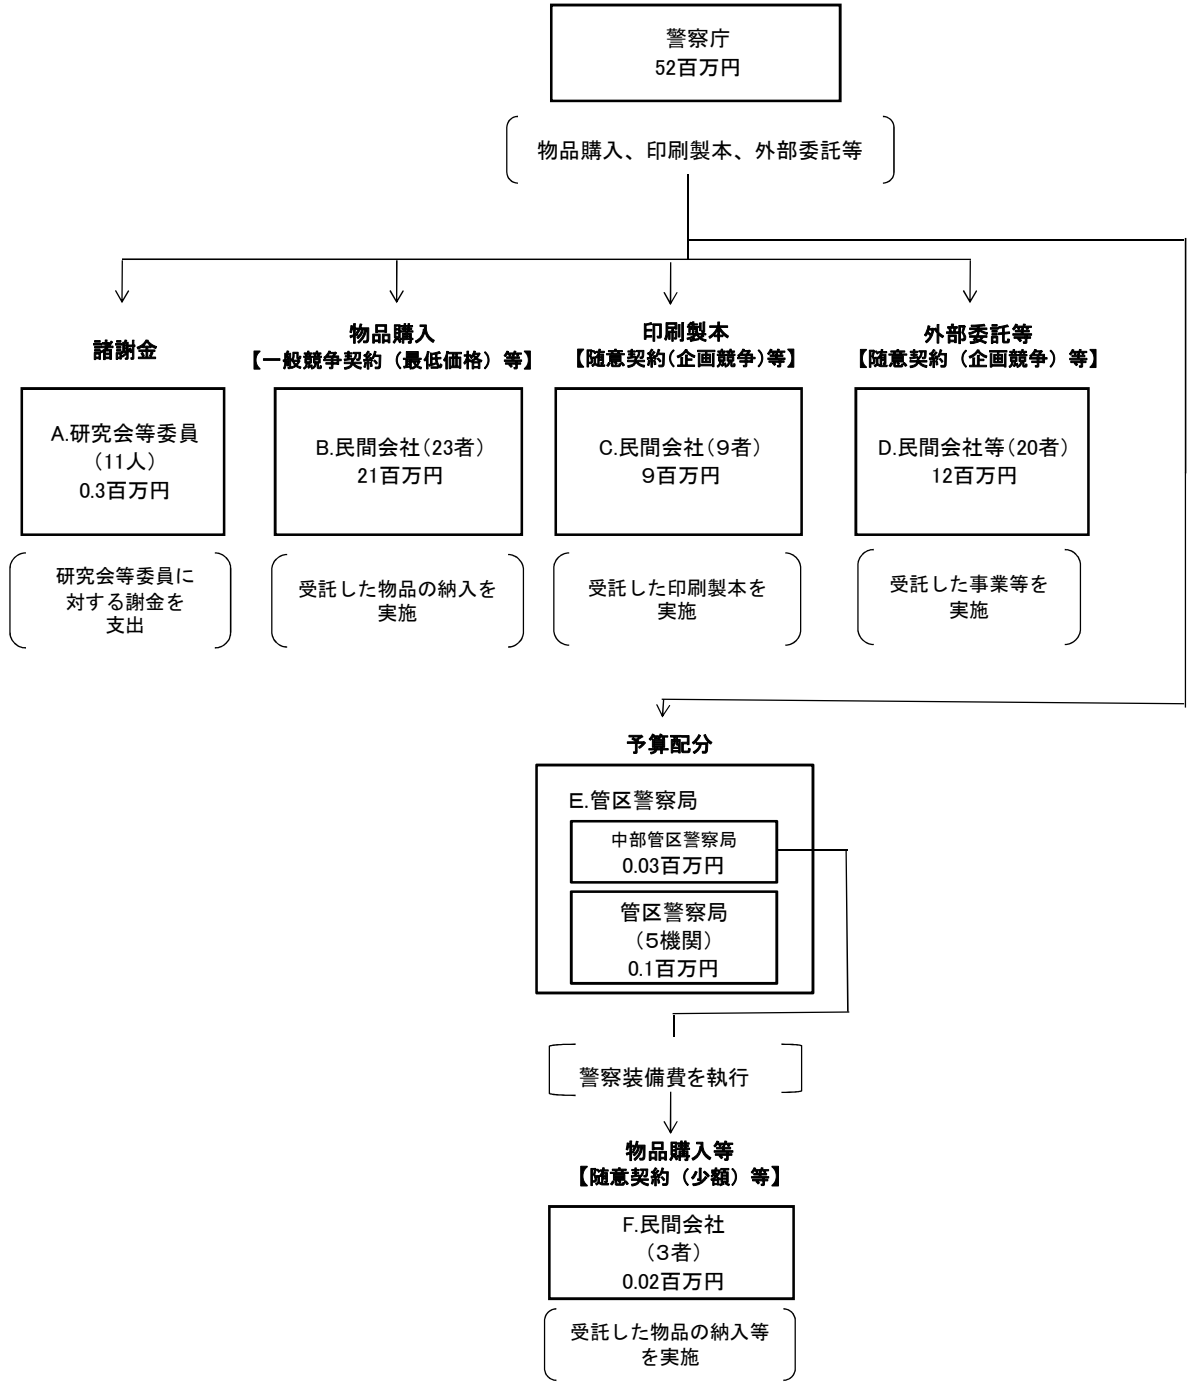 警察庁
52百万円
物品購入、印刷製本、外部委託等
諸謝金
物品購入
【一般競争契約（最低価格）等】
印刷製本
【随意契約（企画競争）等】
外部委託等
【随意契約（企画競争）等】
A.研究会等委員
（11人）
0.3百万円
B.民間会社（23者）
21百万円
C.民間会社（９者）
９百万円
D.民間会社等（20者）
12百万円
研究会等委員に
対する謝金を
支出
受託した物品の納入を
実施
受託した印刷製本を
実施
受託した事業等を
実施
予算配分
Ｅ.管区警察局
中部管区警察局
0.03百万円
管区警察局
（５機関）
0.1百万円
警察装備費を執行
物品購入等
【随意契約（少額）等】
F.民間会社
（３者）
0.02百万円
受託した物品の納入等
を実施